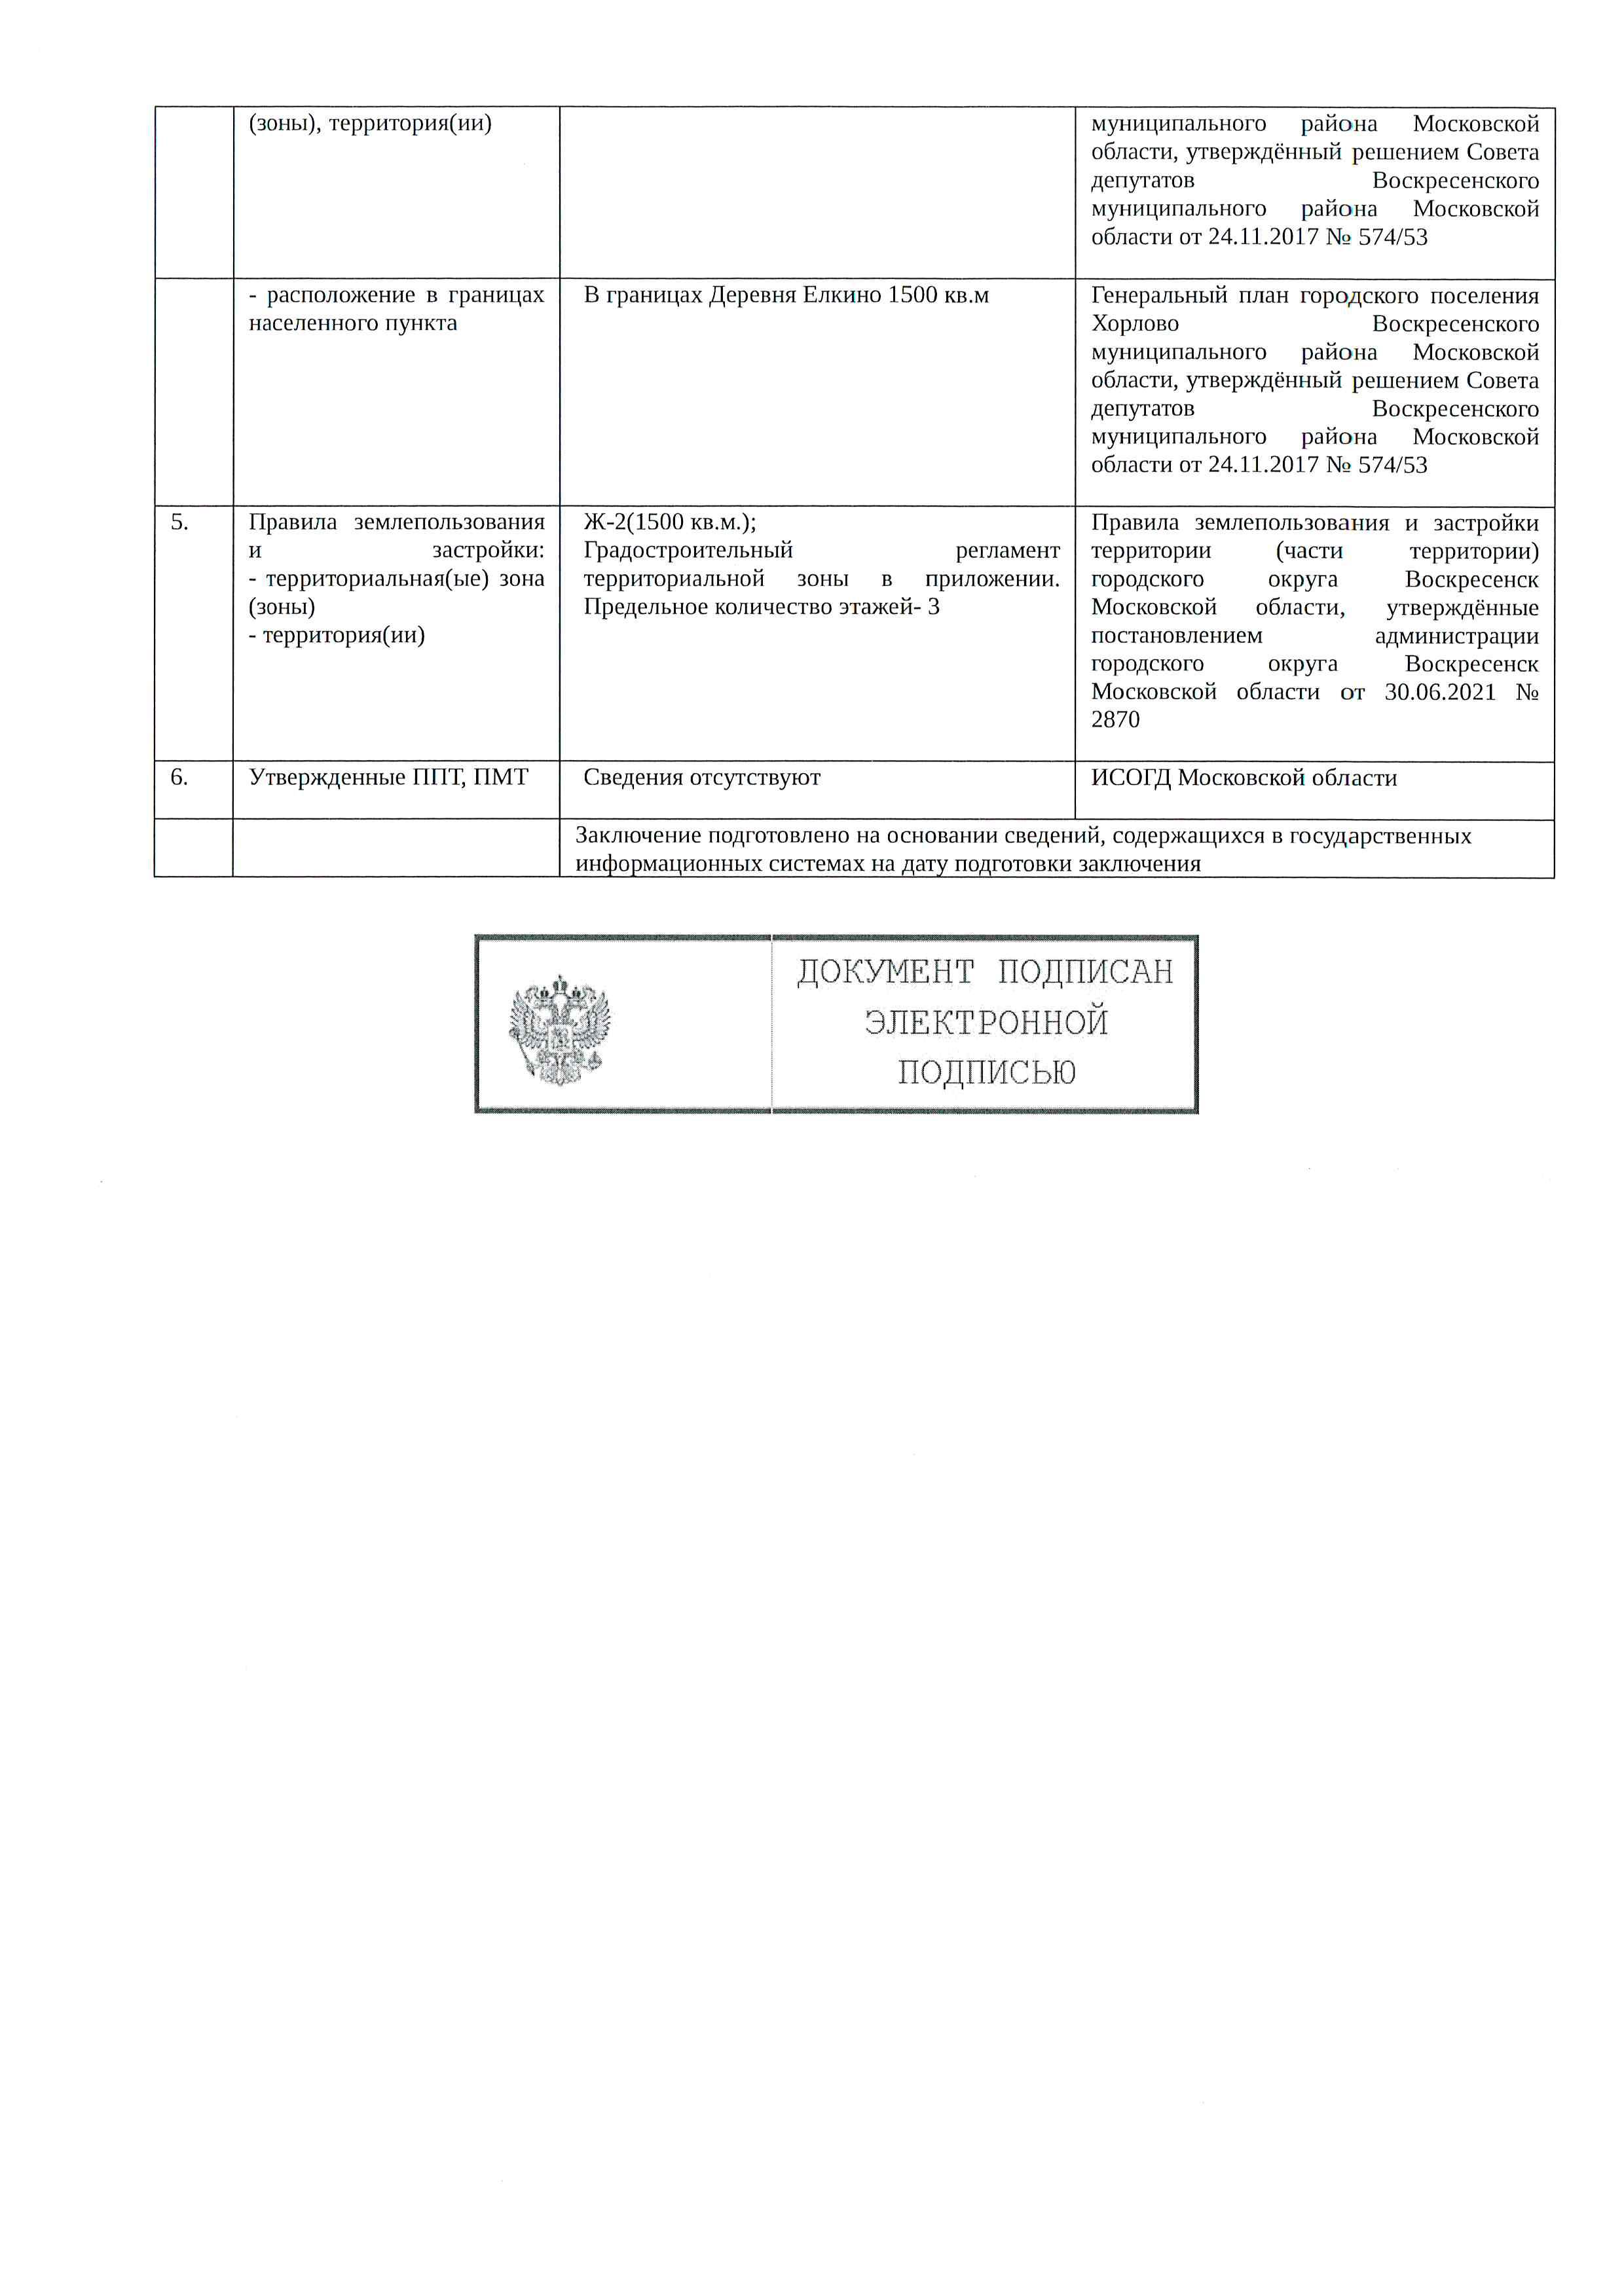 (зоны), территория(ии)
муниципального района Московской
области, утверждённый решением Совета
депутатов Воскресенского
муниципального района Московской
области от 24.11.2017 № 574/53
- расположение в границах
населенного пункта
В границах Деревня Елкино 1500 кв.м
Генеральный план городского поселения
Хорлово Воскресенского
муниципального района Московской
области, утверждённый решением Совета
депутатов Воскресенского
муниципального района Московской
области от 24.11.2017 № 574/53
5.
Правила землепользования
и застройки:
- территориальная(ые) зона
(зоны)
- территория(ии)
Ж-2(1500 кв.м.);
Градостроительный регламент
территориальной зоны в приложении.
Предельное количество этажей- 3
Правила землепользования и застройки
территории (части территории)
городского округа Воскресенск
Московской области, утверждённые
постановлением администрации
городского округа Воскресенск
Московской области от 30.06.2021 №
2870
6.
Утвержденные ППТ, ПМТ
Сведения отсутствуют
ИСОГД Московской области
Заключение подготовлено на основании сведений, содержащихся в государственных
информационных системах на дату подготовки заключения
ДОКУМЕНТ ПОДПИСАН
ЭЛЕКТРОННОЙ
ПОДПИСЬЮ